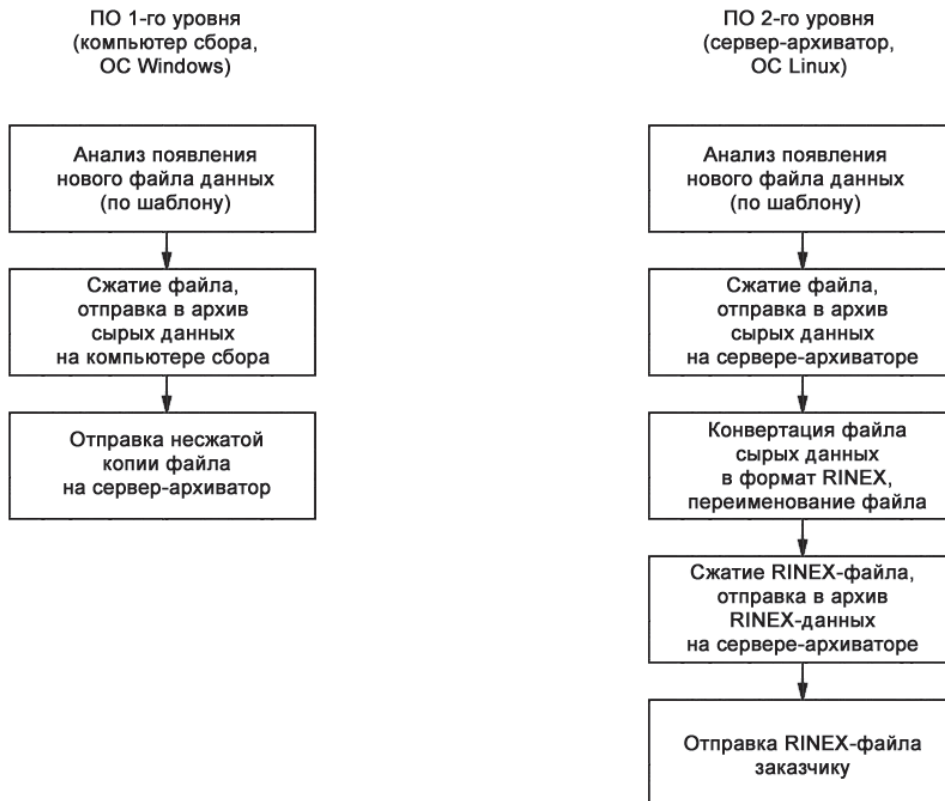 ПО 1-го уровня
(компьютер сбора,
ОС Windows)
Анализ появления
нового файла данных
(по шаблону)
Сжатие файла,
отправка в архив
сырых данных
на компьютере сбора
Отправка несжатой
копии файла
на сервер-архиватор
ПО 2-го уровня
(сервер-архиватор,
ОС Linux)
Анализ появления
нового файла данных
(по шаблону)
Сжатие файла,
отправка в архив
сырых данных
на сервере-архиваторе
Конвертация файла
сырых данных
в формат RINEX,
переименование файла
Сжатие RINEX-файла,
отправка в архив
RINEX-данных
на сервере-архиваторе
Отправка RINEX-файла
заказчику